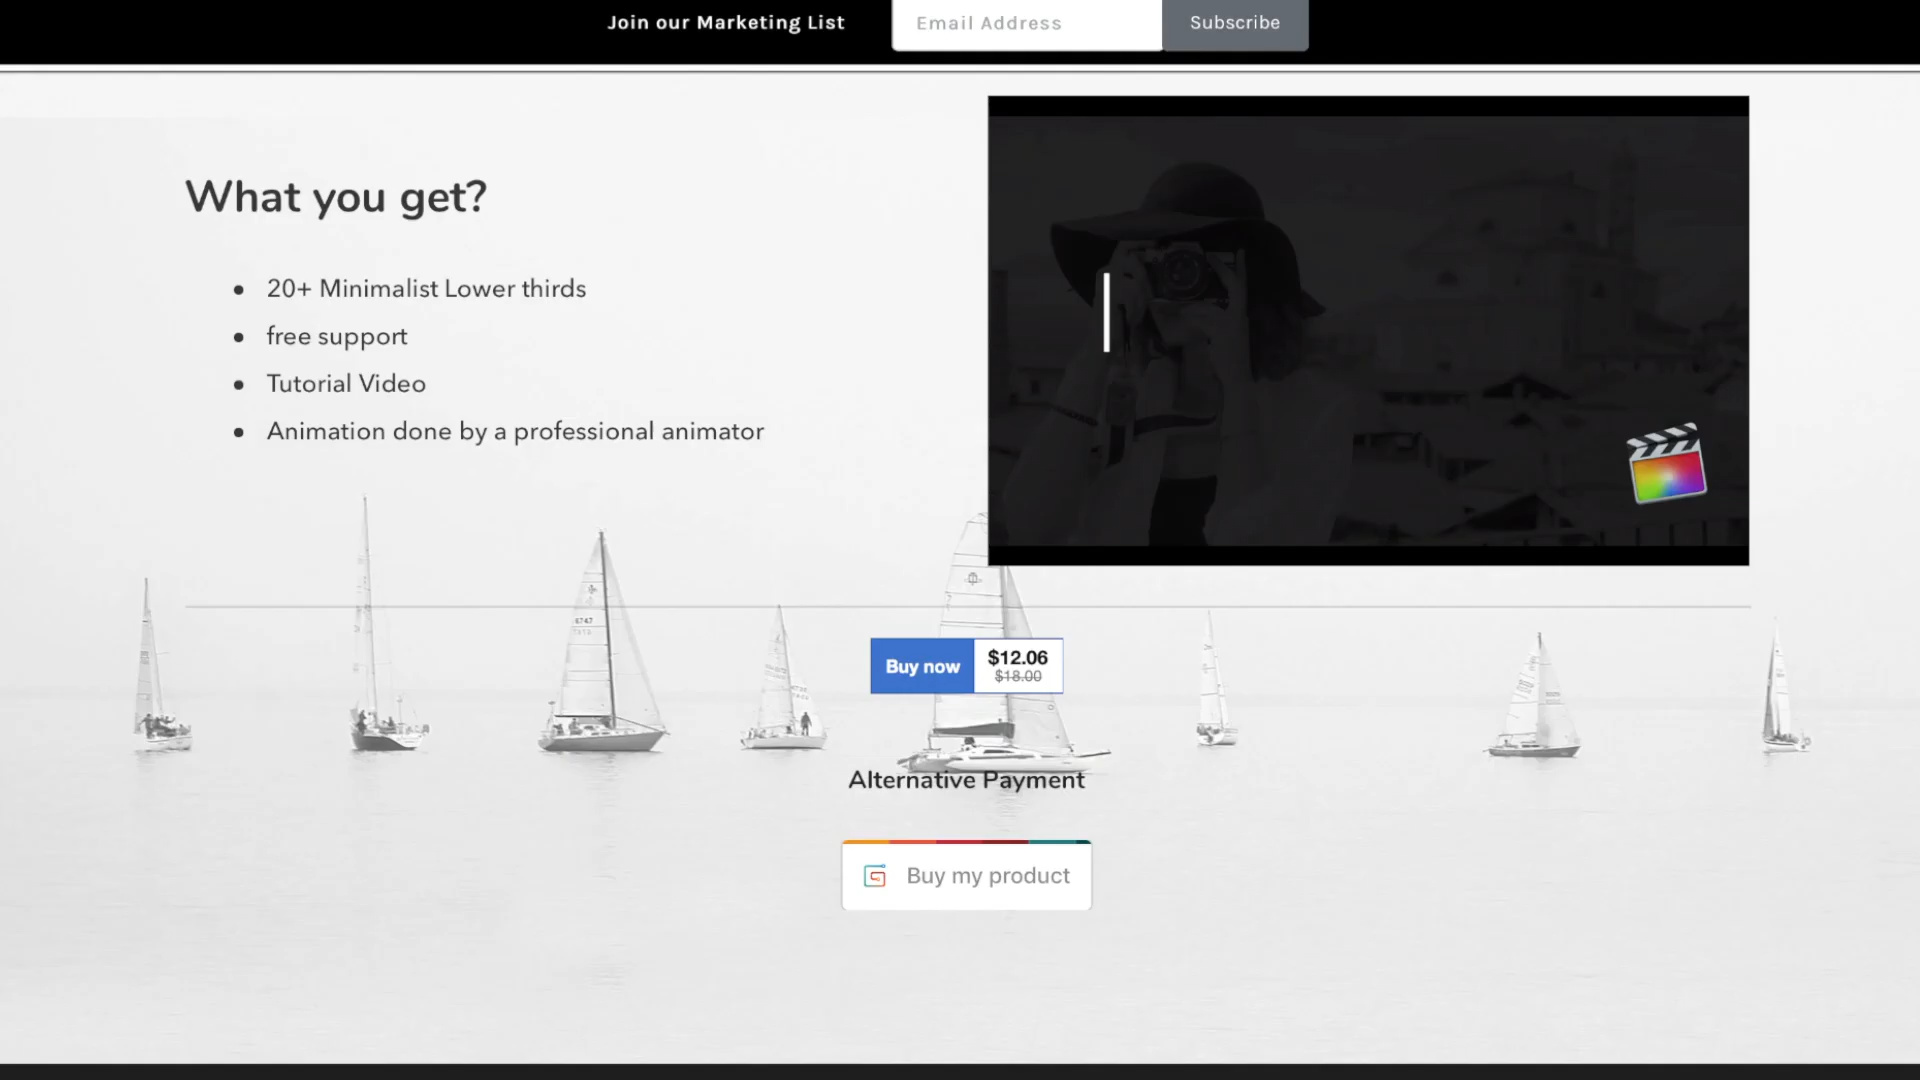 Join our Marketing List
Email Address
Subscribe
What you get?
20+ Minimalist Lower thirds
free support
Tutorial Video
Animation done by a professional animator
6747
Buy now
$12.06
$18.00
Alternative Payment
Buy my product